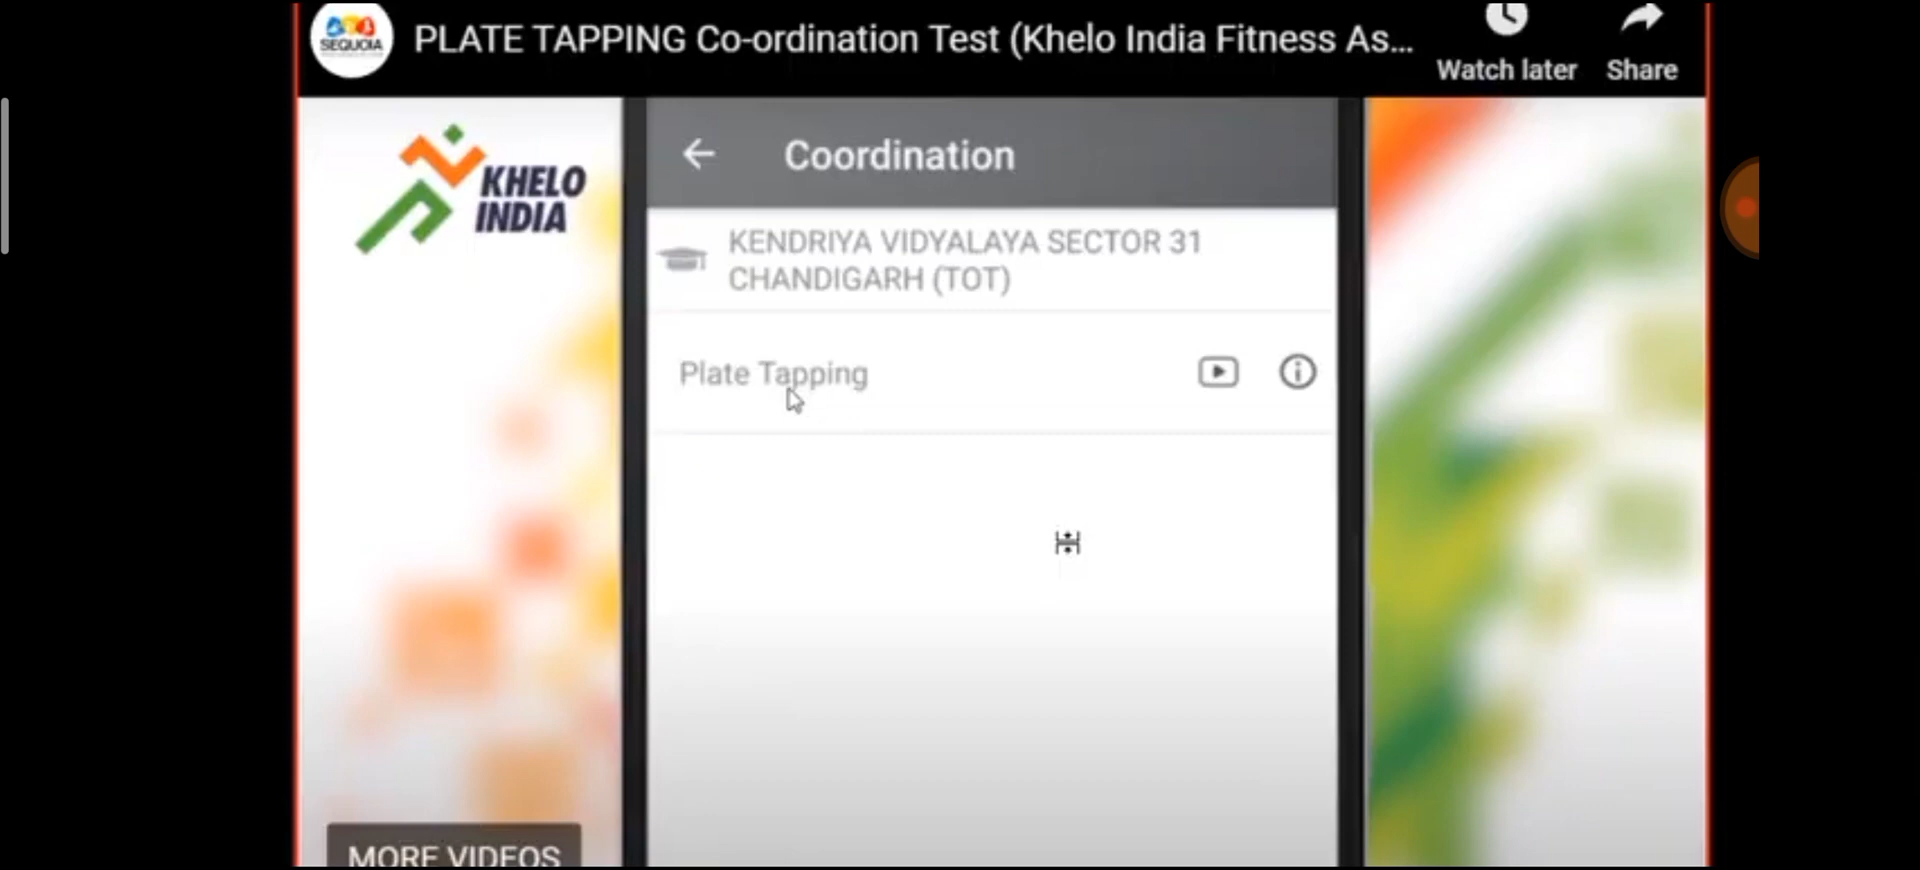 SEQUOIA
PLATE TAPPING Co-ordination Test (Khelo India Fitness As...
Watch later
Share
KHELO
INDIA
Coordination
KENDRIYA VIDYALAYA SECTOR 31
CHANDIGARH (TOT)
Plate Tapping
MORE VIDEOS